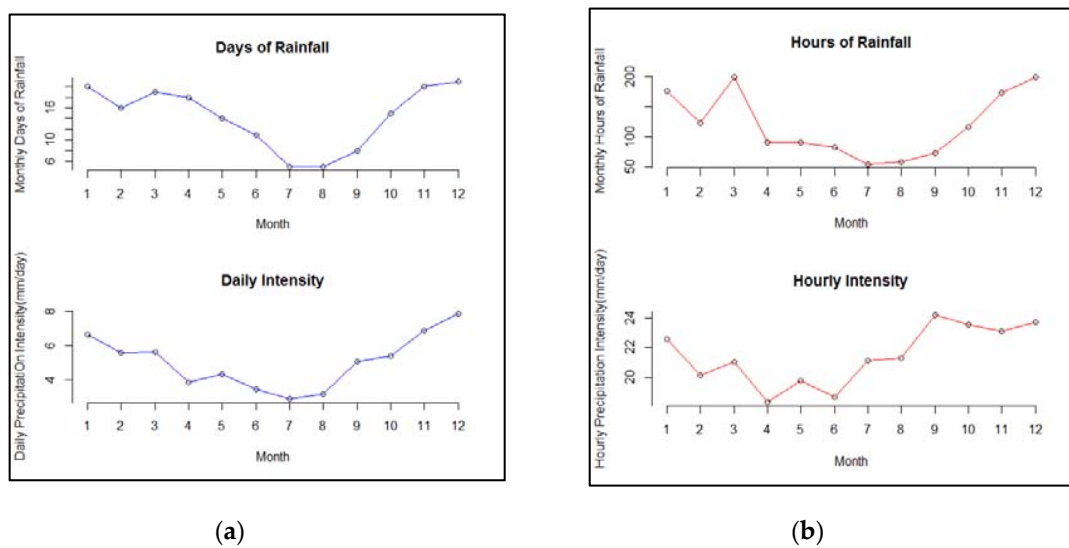 Days of Rainfall
Monthly Days of Rainfall
16
10
6
1 2 3 4 5 6 7 8 9 10 11 12
Month
Daily Intensity
Daily Precipitati0n Intensity(mm/day)
8
6
4
1 2 3 4 5 6 7 8 9 10 11 12
Month
(a)
Hours of Rainfall
Monthly Hours of Rainfall
200
100
50
1 2 3 4 5 6 7 8 9 10 11 12
Month
Hourly Intensity
Hourly Precipitation Intensity(mm/day)
24
22
20
1 2 3 4 5 6 7 8 9 10 11 12
Month
(b)